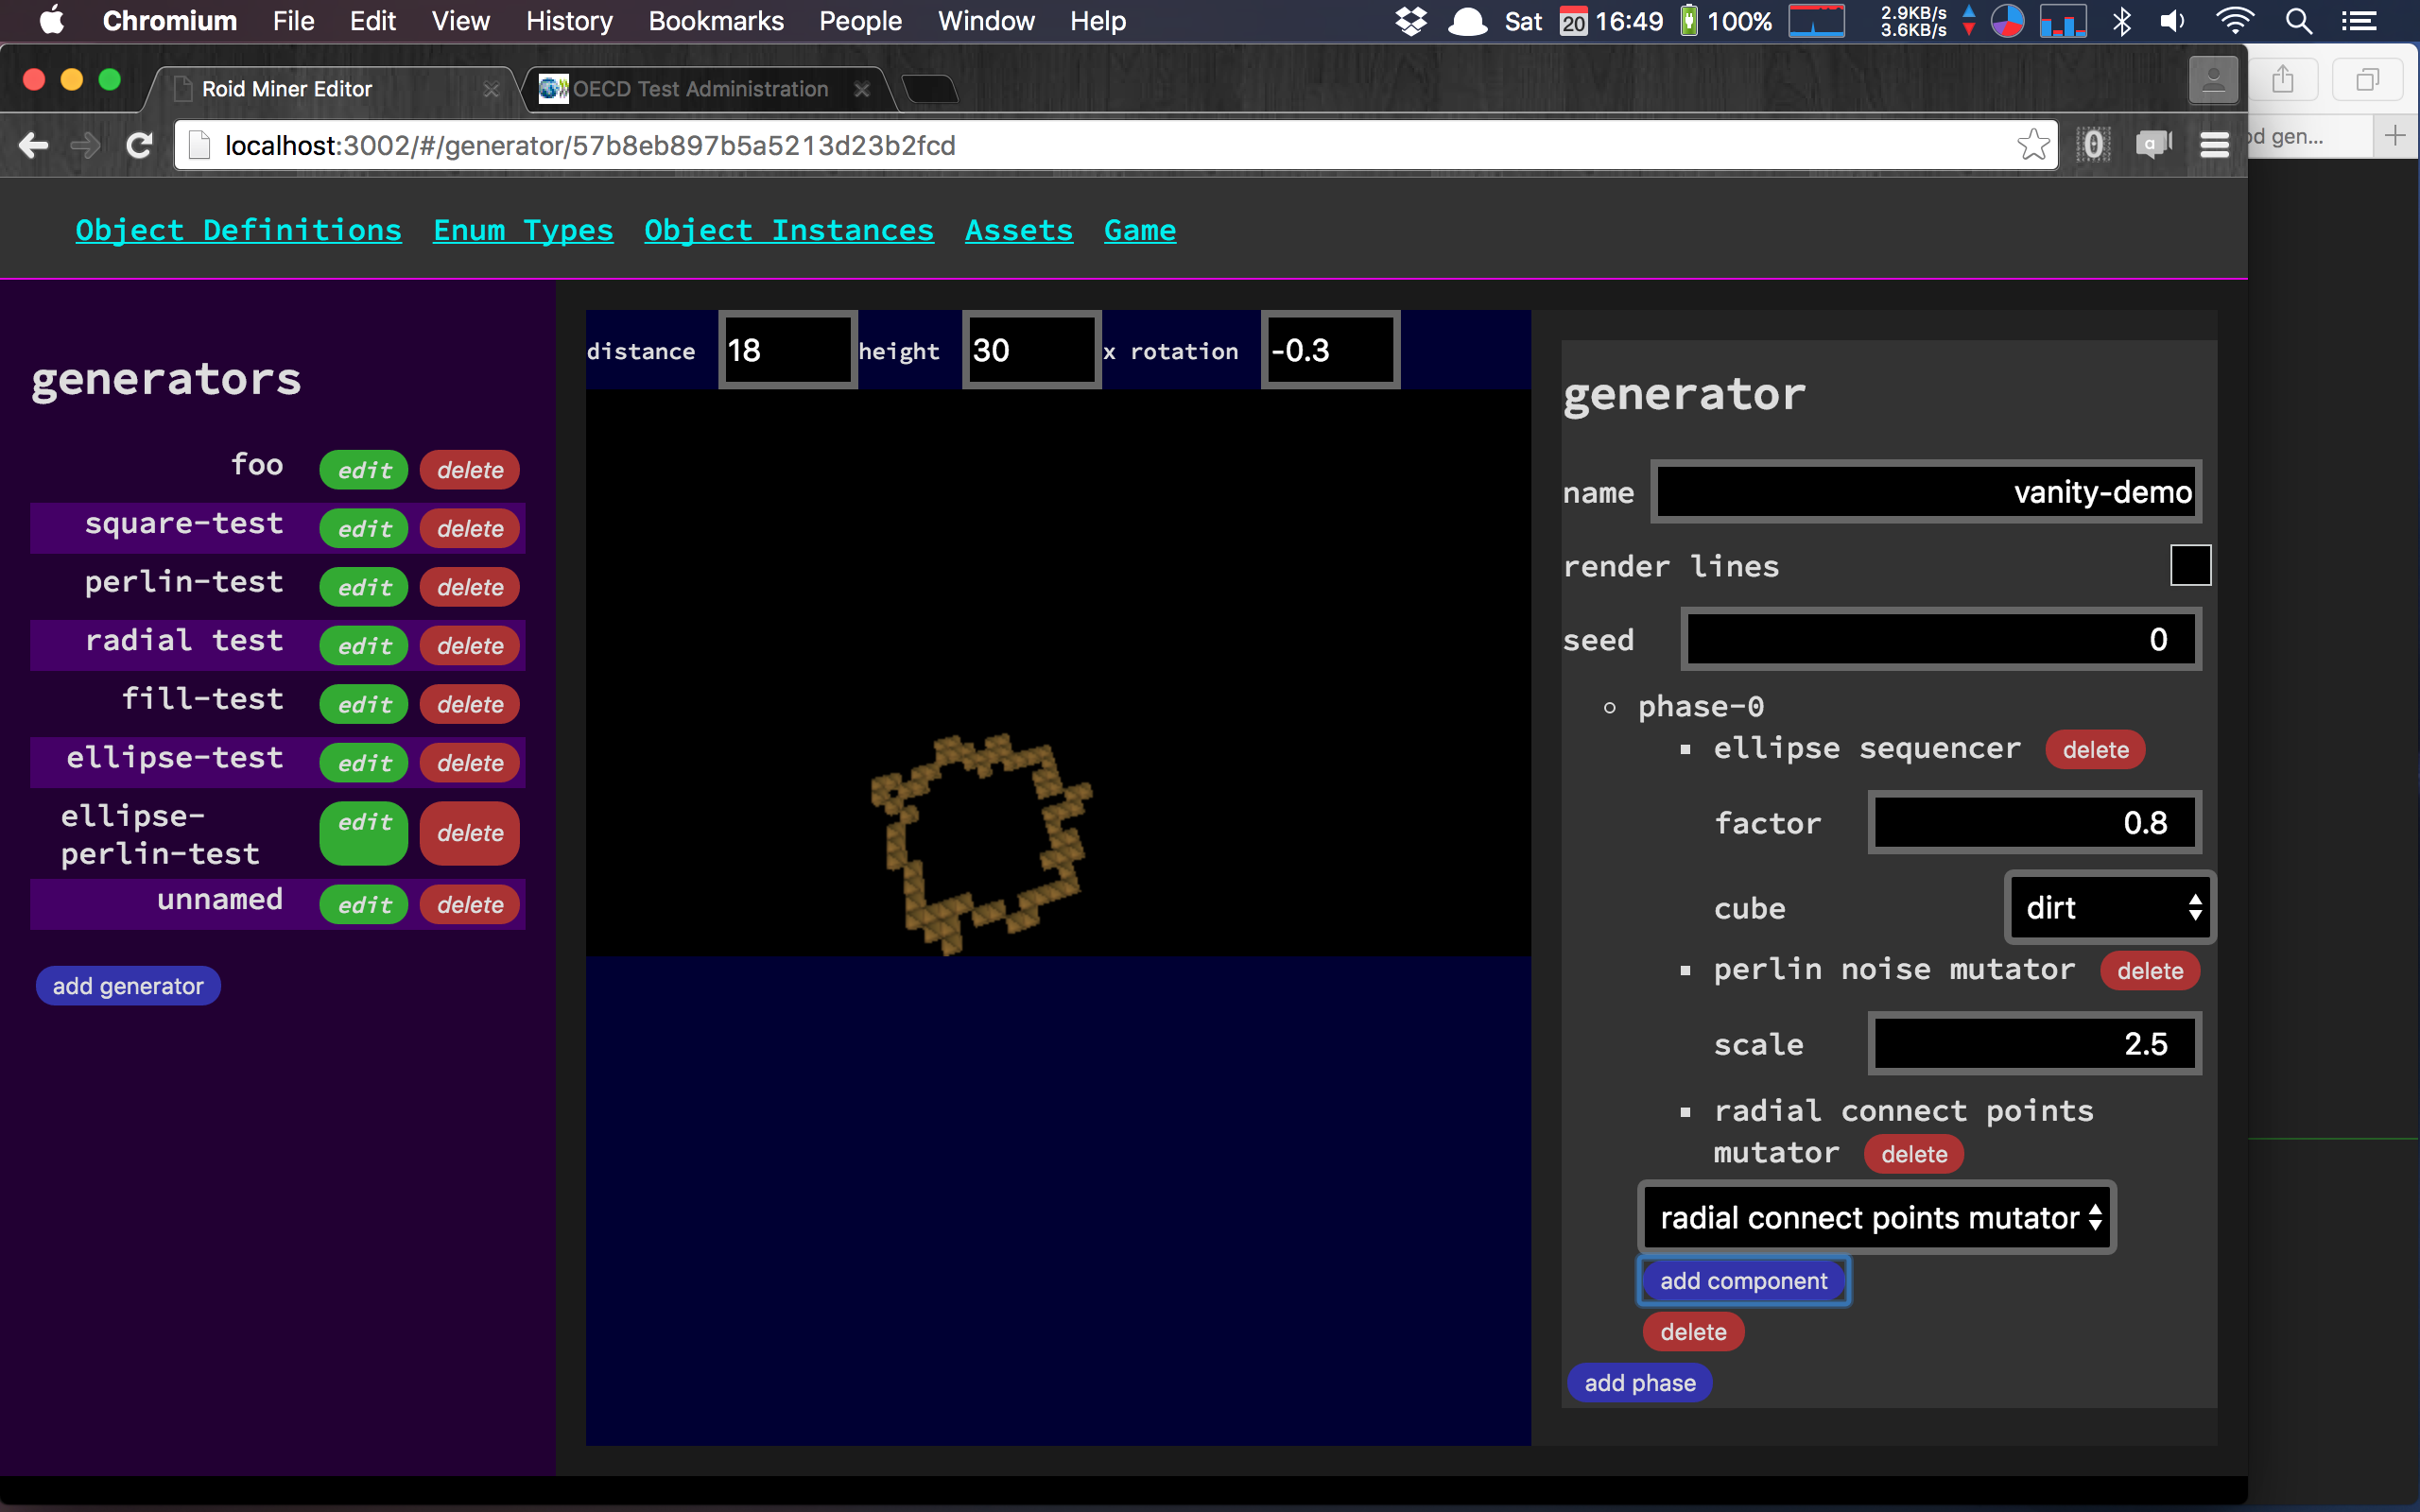 Chromium File Edit View History Bookmarks People Window Help Sat 20 16:49 100% 2.9KB/s 3.6KB/s
Roid Miner Editor OECD Test Administration
localhost:3002/#/generator/57b8eb897b5a5213d23b2fcd
od gen...
Object Definitions Enum Types Object Instances Assets Game
generators
foo edit delete
square-test edit delete
perlin-test edit delete
radial test edit delete
fill-test edit delete
ellipse-test edit delete
ellipse-
perlin-test edit delete
unnamed edit delete
add generator
distance 18 height 30 x rotation -0.3
generator
name vanity-demo
render lines
seed 0
phase-0
ellipse sequencer delete
factor 0.8
cube dirt
perlin noise mutator delete
scale 2.5
radial connect points
mutator delete
radial connect points mutator
add component
delete
add phase